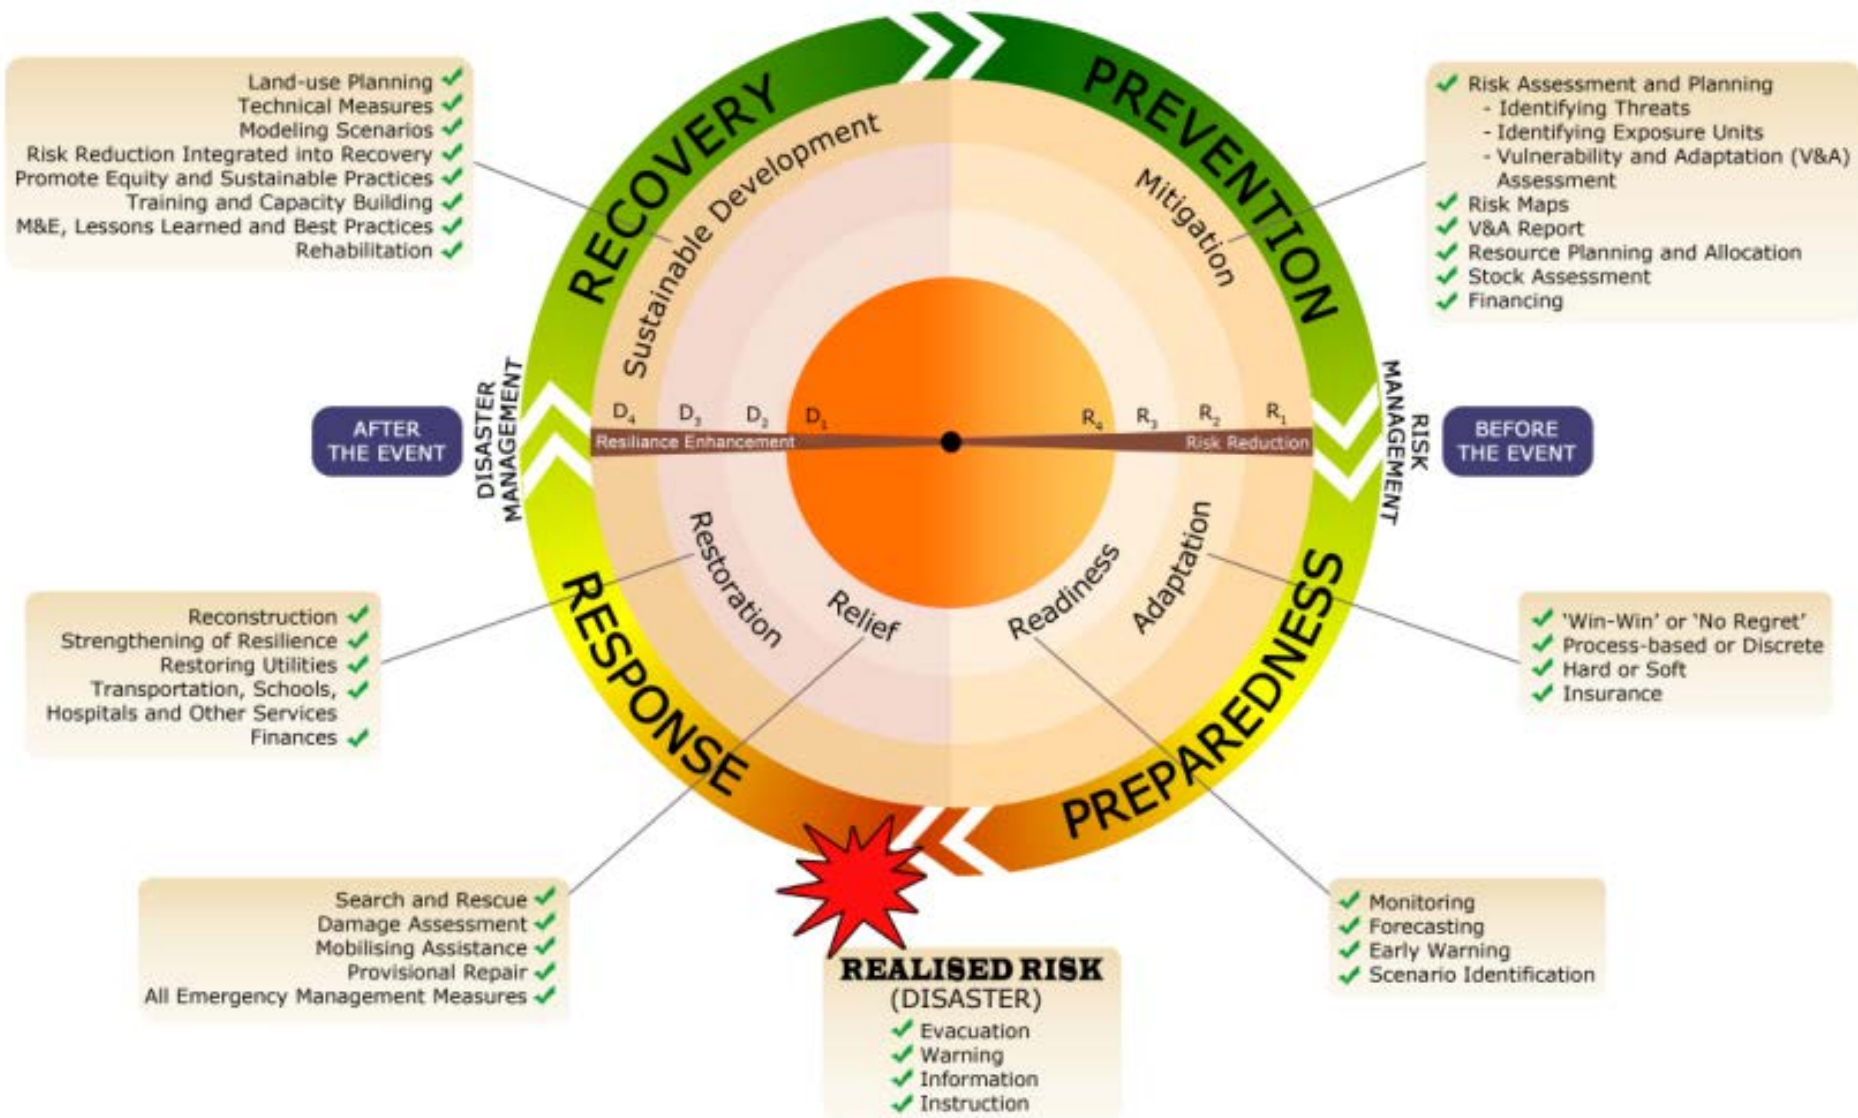 RECOVERY
PREVENTION
RESPONSE
PREPAREDNESS
Land-use Planning
Technical Measures
Modeling Scenarios
Risk Reduction Integrated into Recovery
Promote Equity and Sustainable Practices
Training and Capacity Building
M&E, Lessons Learned and Best Practices
Rehabilitation
Risk Assessment and Planning
- Identifying Threats
- Identifying Exposure Units
- Vulnerability and Adaptation (V&A)
Assessment
Risk Maps
V&A Report
Resource Planning and Allocation
Stock Assessment
Financing
Sustainable Development
Mitigation
AFTER
THE EVENT
DISASTER
MANAGEMENT
D4 D3 D2 D1
R4 R3 R2 R1
Resiliance Enhancement
Risk Reduction
RISK
MANAGEMENT
BEFORE
THE EVENT
Restoration
Relief
Readiness
Adaptation
Reconstruction
Strengthening of Resilience
Restoring Utilities
Transportation, Schools,
Hospitals and Other Services
Finances
‘Win-Win’ or ‘No Regret’
Process-based or Discrete
Hard or Soft
Insurance
Search and Rescue
Damage Assessment
Mobilising Assistance
Provisional Repair
All Emergency Management Measures
REALISED RISK
(DISASTER)
Evacuation
Warning
Information
Instruction
Monitoring
Forecasting
Early Warning
Scenario Identification